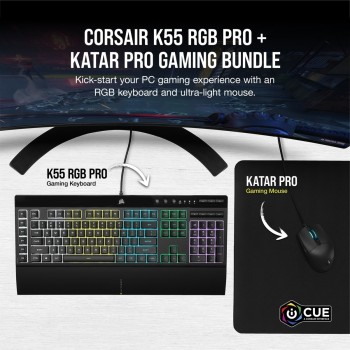 CORSAIR K55 RGB PRO +
KATAR PRO GAMING BUNDLE
Kick-start your PC gaming experience with an
RGB keyboard and ultra-light mouse.
K55 RGB PRO
Gaming Keyboard
KATAR PRO
Gaming Mouse
CUE